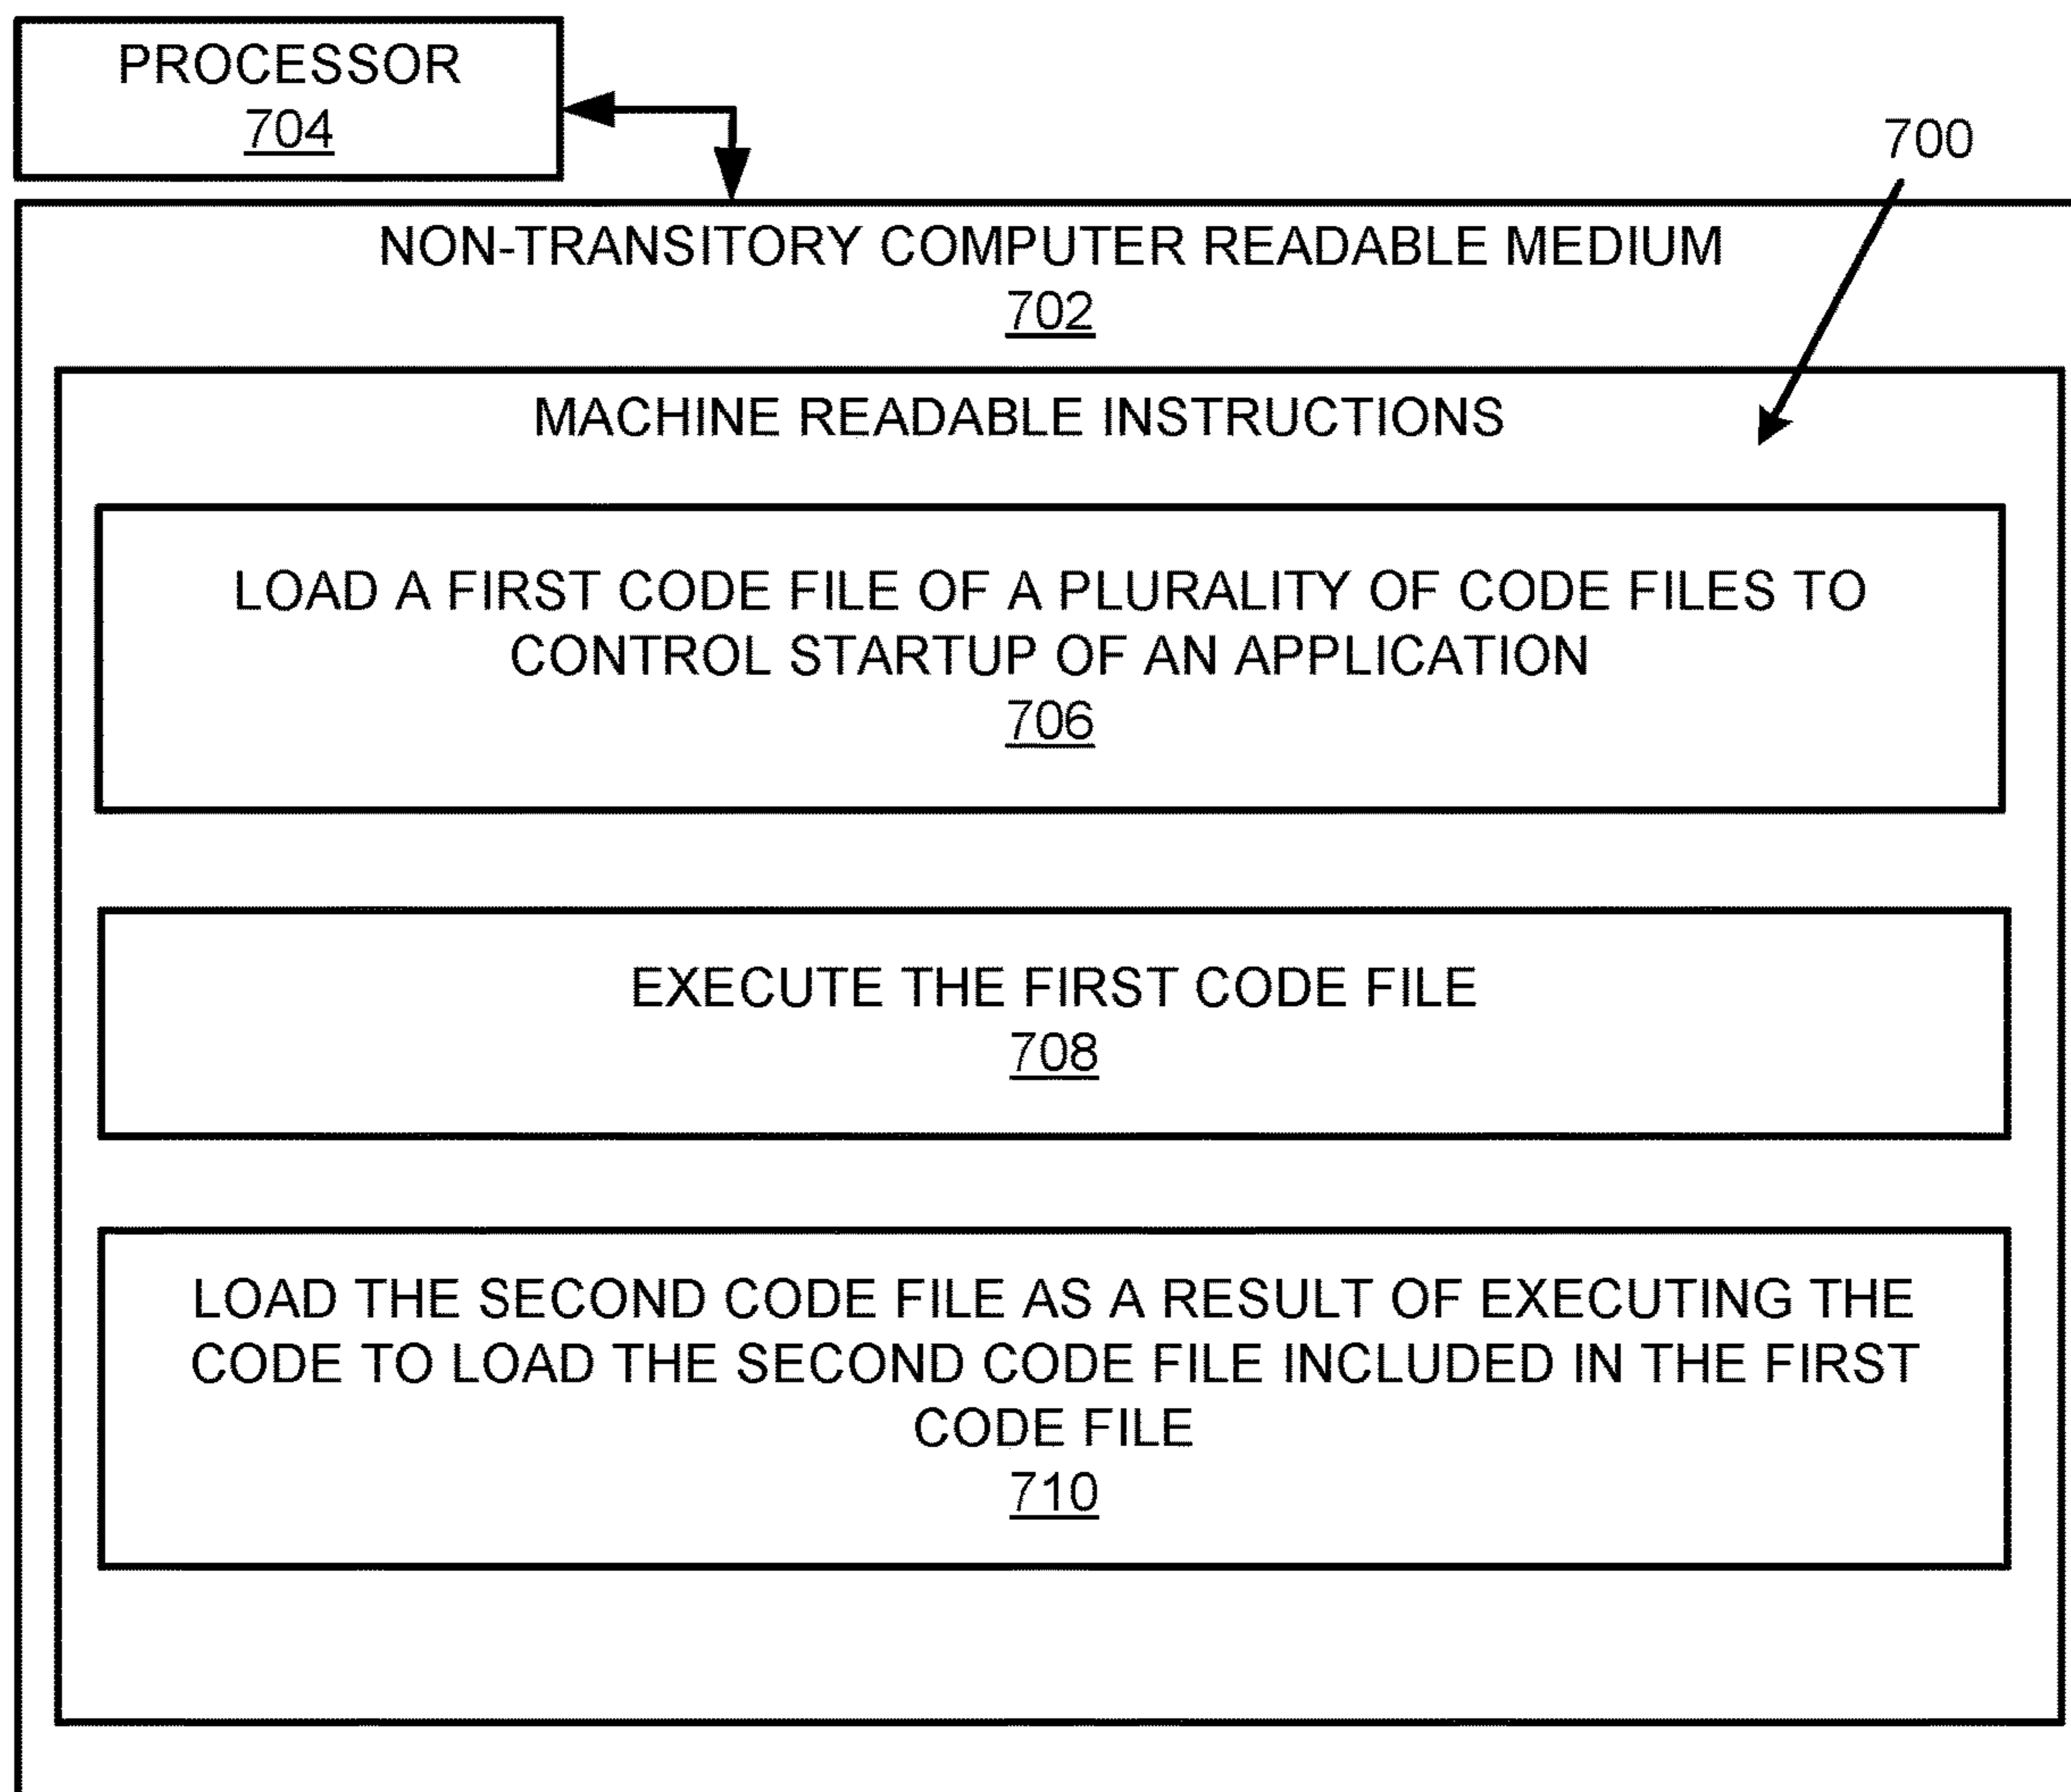 PROCESSOR
704
700
NON-TRANSITORY COMPUTER READABLE MEDIUM
702
MACHINE READABLE INSTRUCTIONS
LOAD A FIRST CODE FILE OF A PLURALITY OF CODE FILES TO
CONTROL STARTUP OF AN APPLICATION
706
EXECUTE THE FIRST CODE FILE
708
LOAD THE SECOND CODE FILE AS A RESULT OF EXECUTING THE
CODE TO LOAD THE SECOND CODE FILE INCLUDED IN THE FIRST
CODE FILE
710